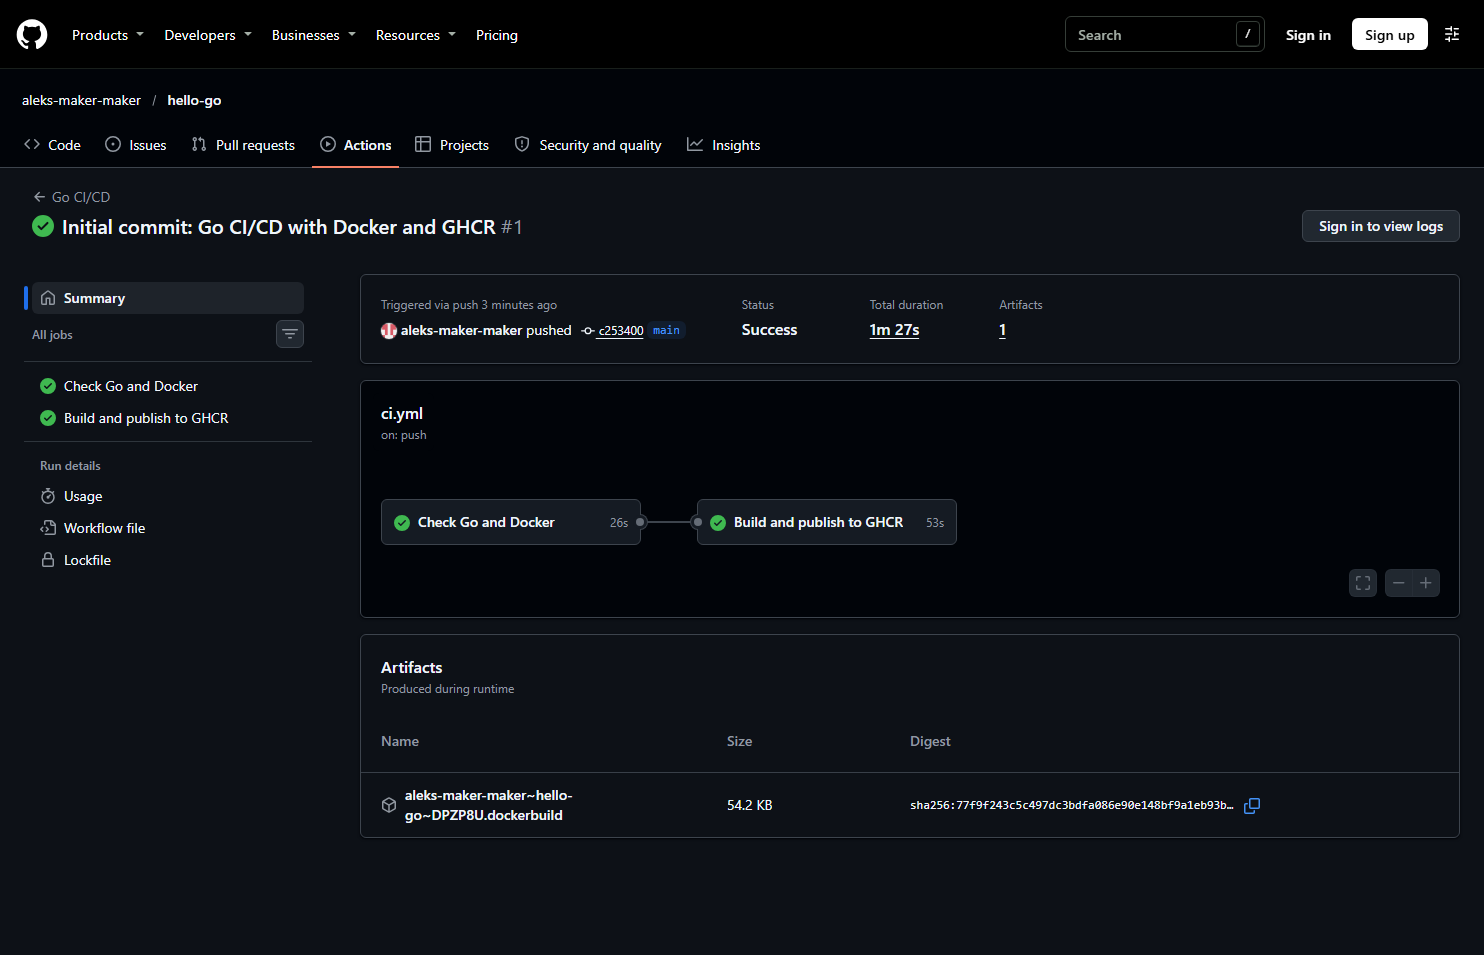 Products Developers Businesses Resources Pricing Search / Sign in Sign up
aleks-maker-maker / hello-go
Code Issues Pull requests Actions Projects Security and quality Insights
Go CI/CD
Initial commit: Go CI/CD with Docker and GHCR #1
Sign in to view logs
Summary
All jobs
Check Go and Docker
Build and publish to GHCR
Run details
Usage
Workflow file
Lockfile
Triggered via push 3 minutes ago
aleks-maker-maker pushed c253400 main
Status
Success
Total duration
1m 27s
Artifacts
1
ci.yml
on: push
Check Go and Docker 26s
Build and publish to GHCR 53s
Artifacts
Produced during runtime
Name Size Digest
aleks-maker-maker~hello-
go~DPZP8U.dockerbuild
54.2 KB
sha256:77f9f243c5c497dc3bdfa086e90e148bf9a1eb93b…